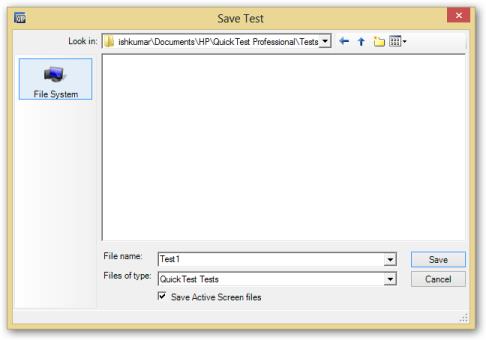 QTP
Save Test
Look in: ishkumar\Documents\HP\QuickTest Professional\Tests
File System
File name: Test1 Save
Files of type: QuickTest Tests Cancel
Save Active Screen files